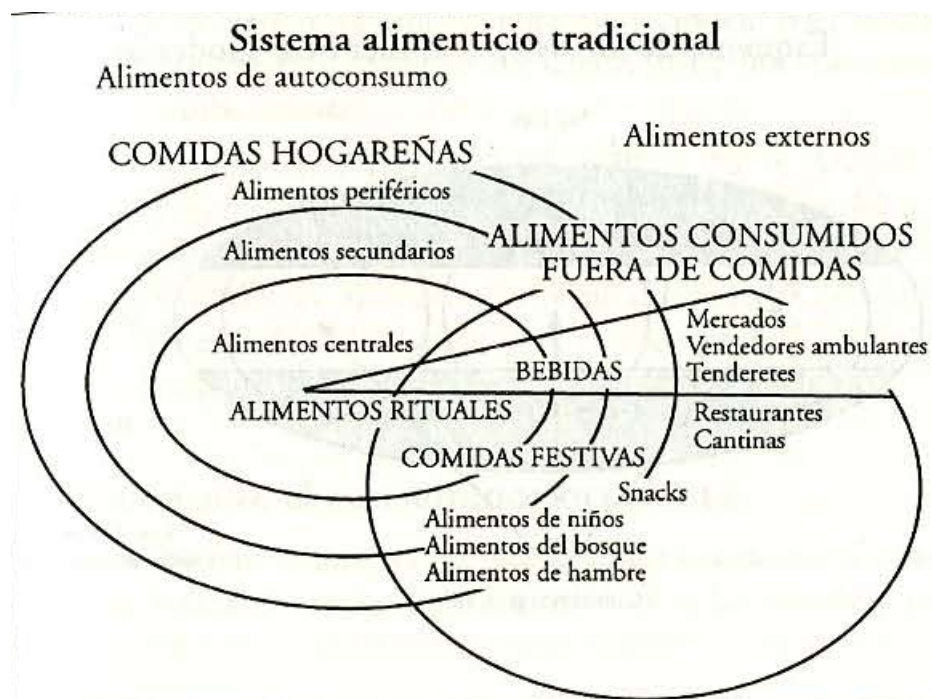 Sistema alimenticio tradicional
Alimentos de autoconsumo
Alimentos externos
COMIDAS HOGAREÑAS
Alimentos periféricos
ALIMENTOS CONSUMIDOS
FUERA DE COMIDAS
Alimentos secundarios
Mercados
Vendedores ambulantes
Tenderetes
Alimentos centrales
BEBIDAS
ALIMENTOS RITUALES
Restaurantes
Cantinas
COMIDAS FESTIVAS
Snacks
Alimentos de niños
Alimentos del bosque
Alimentos de hambre